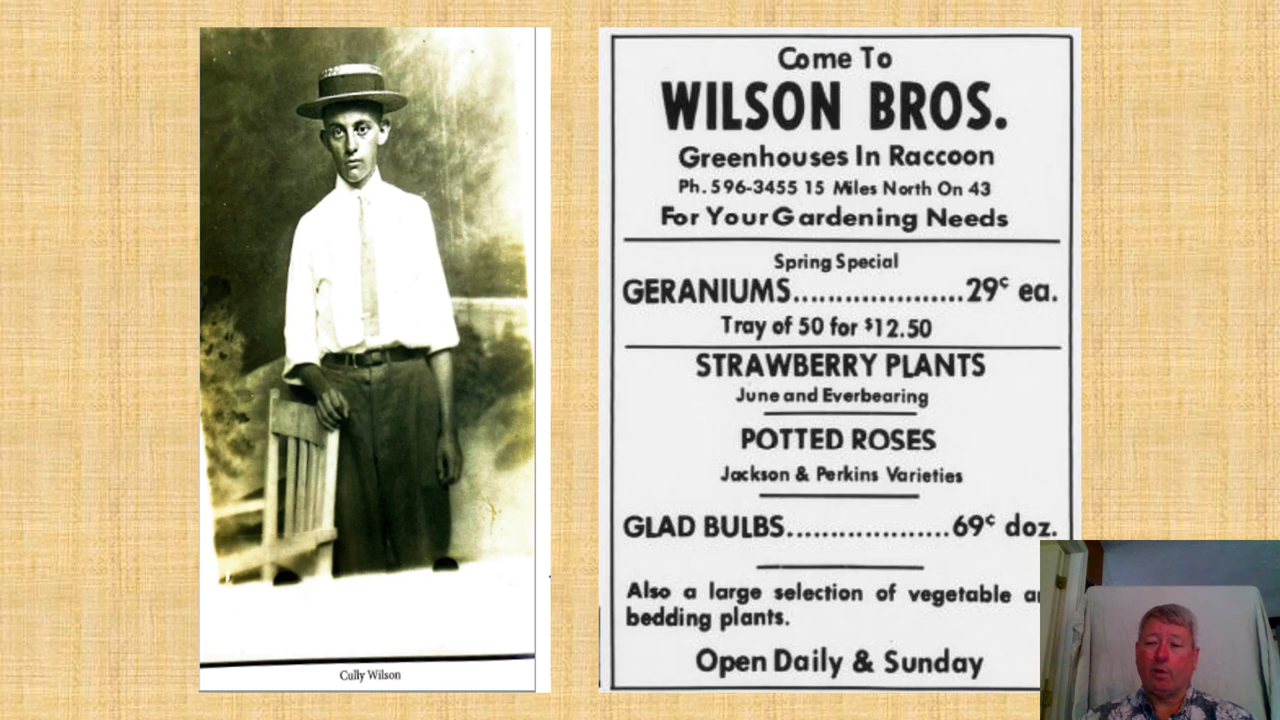 Cully Wilson
Come To
WILSON BROS.
Greenhouses In Raccoon
Ph. 596-3455 15 Miles North On 43
For Your Gardening Needs
Spring Special
GERANIUMS.....................29¢ ea.
Tray of 50 for $12.50
STRAWBERRY PLANTS
June and Everbearing
POTTED ROSES
Jackson & Perkins Varieties
GLAD BULBS...................69¢ doz.
Also a large selection of vegetable
bedding plants.
Open Daily & Sunday